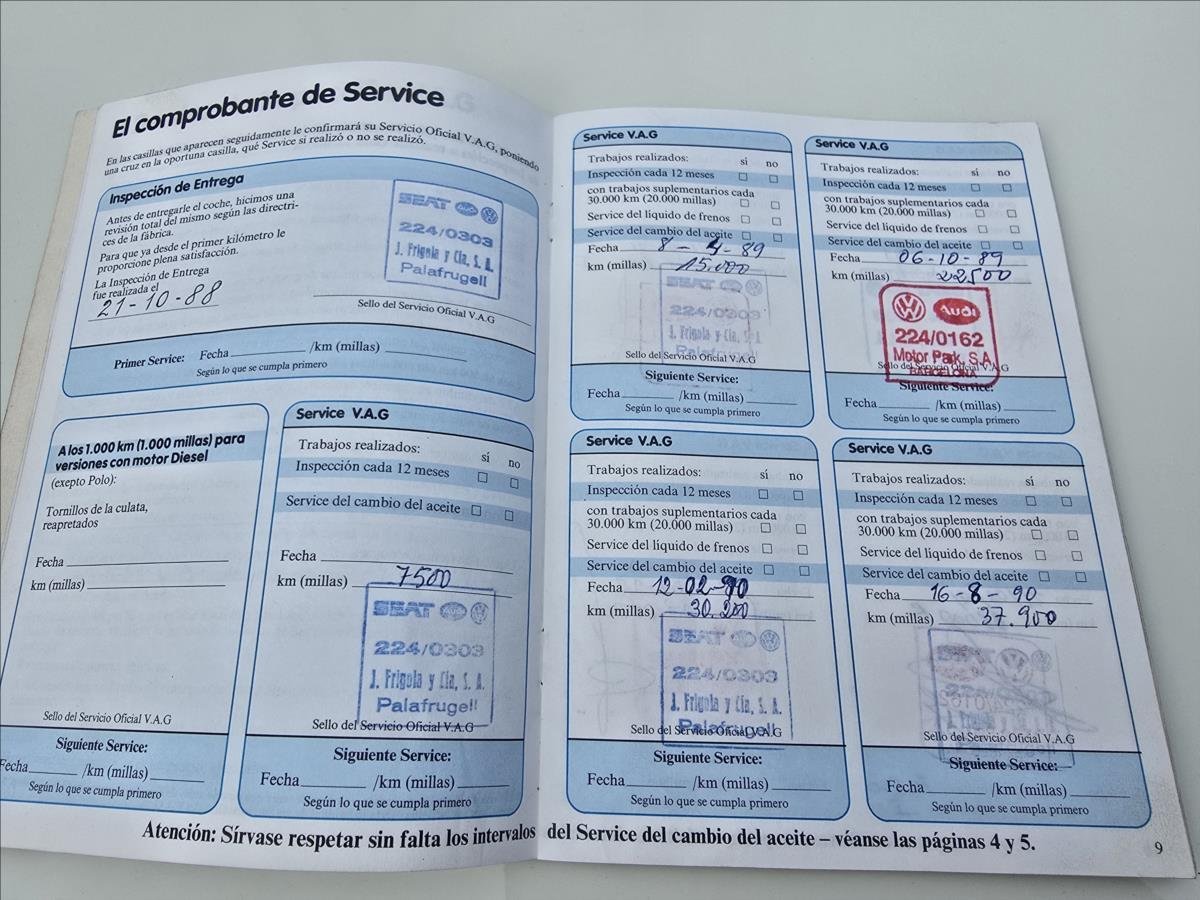 El comprobante de Service
En las casillas que aparecen seguidamente le confirmará su Servicio Oficial V.A.G, poniendo
una cruz en la oportuna casilla, qué Service si realizó o no se realizó.
Inspección de Entrega
Antes de entregarle el coche, hicimos una
revisión total del mismo según las directri-
ces de la fábrica.
Para que ya desde el primer kilómetro le
proporcione plena satisfacción.
La Inspección de Entrega
fue realizada el
21-10-88
SEAT Audi
224/0303
J. Frigola y Cia, S. A.
Palafrugell
Sello del Servicio Oficial V.A.G
Primer Service: Fecha /km (millas)
Según lo que se cumpla primero
A los 1.000 km (1.000 millas) para
versiones con motor Diesel
(exepto Polo):
Tornillos de la culata,
reapretados
Fecha
km (millas)
Sello del Servicio Oficial V.A.G
Siguiente Service:
Fecha /km (millas)
Según lo que se cumpla primero
Service V.A.G
Trabajos realizados: sí no
Inspección cada 12 meses
Service del cambio del aceite
Fecha
km (millas) 7500
SEAT Audi
224/0303
J. Frigola y Cia, S. A.
Palafrugell
Sello del Servicio Oficial V.A.G
Siguiente Service:
Fecha /km (millas)
Según lo que se cumpla primero
Service V.A.G
Trabajos realizados: sí no
Inspección cada 12 meses
con trabajos suplementarios cada
30.000 km (20.000 millas)
Service del líquido de frenos
Service del cambio del aceite
Fecha 8-4-89
km (millas) 15.000
SEAT
224/0303
J. Frigola y Cia, S. A.
Palafrugell
Sello del Servicio Oficial V.A.G
Siguiente Service:
Fecha /km (millas)
Según lo que se cumpla primero
Service V.A.G
Trabajos realizados: sí no
Inspección cada 12 meses
con trabajos suplementarios cada
30.000 km (20.000 millas)
Service del líquido de frenos
Service del cambio del aceite
Fecha 06-10-89
km (millas) 22500
Audi
224/0162
Motor Park, S.A.
BARCELONA
Sello del Servicio Oficial V.A.G
Siguiente Service:
Fecha /km (millas)
Según lo que se cumpla primero
Service V.A.G
Trabajos realizados: sí no
Inspección cada 12 meses
con trabajos suplementarios cada
30.000 km (20.000 millas)
Service del líquido de frenos
Service del cambio del aceite
Fecha 12-02-90
km (millas) 30.200
SEAT Audi
224/0303
J. Frigola y Cia, S. A.
Palafrugell
Sello del Servicio Oficial V.A.G
Siguiente Service:
Fecha /km (millas)
Según lo que se cumpla primero
Service V.A.G
Trabajos realizados: sí no
Inspección cada 12 meses
con trabajos suplementarios cada
30.000 km (20.000 millas)
Service del líquido de frenos
Service del cambio del aceite
Fecha 16-8-90
km (millas) 37.900
SEAT
Sello del Servicio Oficial V.A.G
Siguiente Service:
Fecha /km (millas)
Según lo que se cumpla primero
Atención: Sírvase respetar sin falta los intervalos del Service del cambio del aceite – véanse las páginas 4 y 5.
9